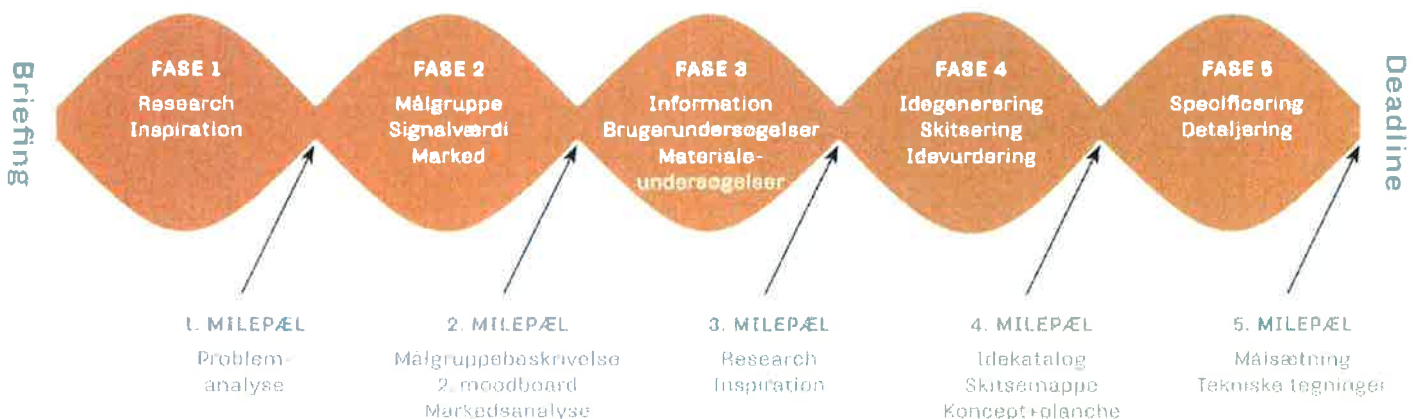 Briefing
FASE 1
Research
Inspiration
FASE 2
Målgruppe
Signalværdi
Marked
FASE 3
Information
Brugerundersøgelser
Materiale-
undersøgelser
FASE 4
Idegenerering
Skitsering
Idevurdering
FASE 5
Specificering
Detaljering
Deadline
1. MILEPÆL
Problem-
analyse
2. MILEPÆL
Målgruppebeskrivelse
2. moodboard
Markedsanalyse
3. MILEPÆL
Research
Inspiration
4. MILEPÆL
Idekatalog
Skitsemappe
Koncept+planche
5. MILEPÆL
Målsætning
Tekniske tegninger